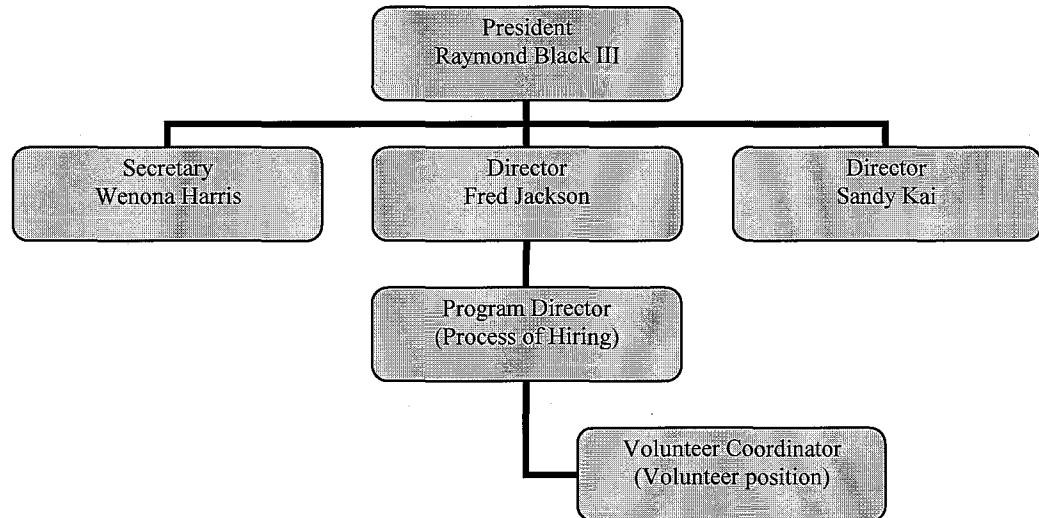 President
Raymond Black III
Secretary
Wenona Harris
Director
Fred Jackson
Director
Sandy Kai
Program Director
(Process of Hiring)
Volunteer Coordinator
(Volunteer position)